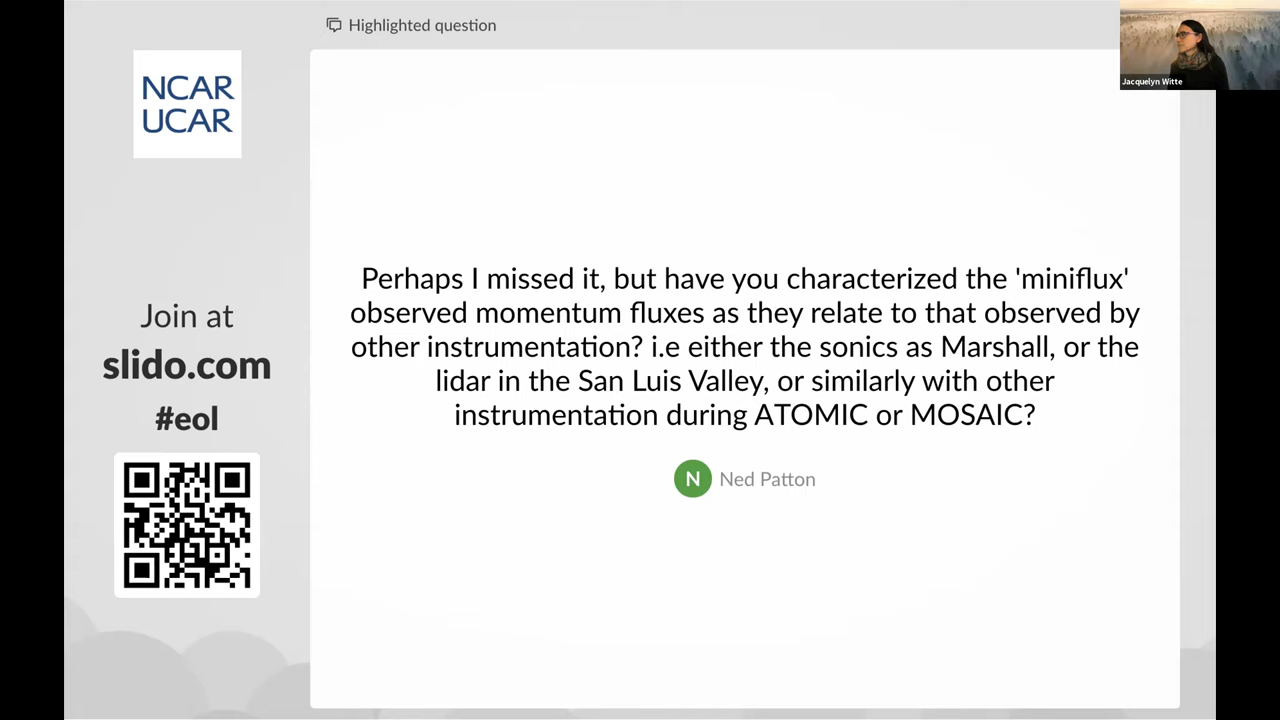 Highlighted question
Jacquelyn Witte
NCAR
UCAR
Join at
slido.com
#eol
Perhaps I missed it, but have you characterized the 'miniflux'
observed momentum fluxes as they relate to that observed by
other instrumentation? i.e either the sonics as Marshall, or the
lidar in the San Luis Valley, or similarly with other
instrumentation during ATOMIC or MOSAIC?
N
Ned Patton